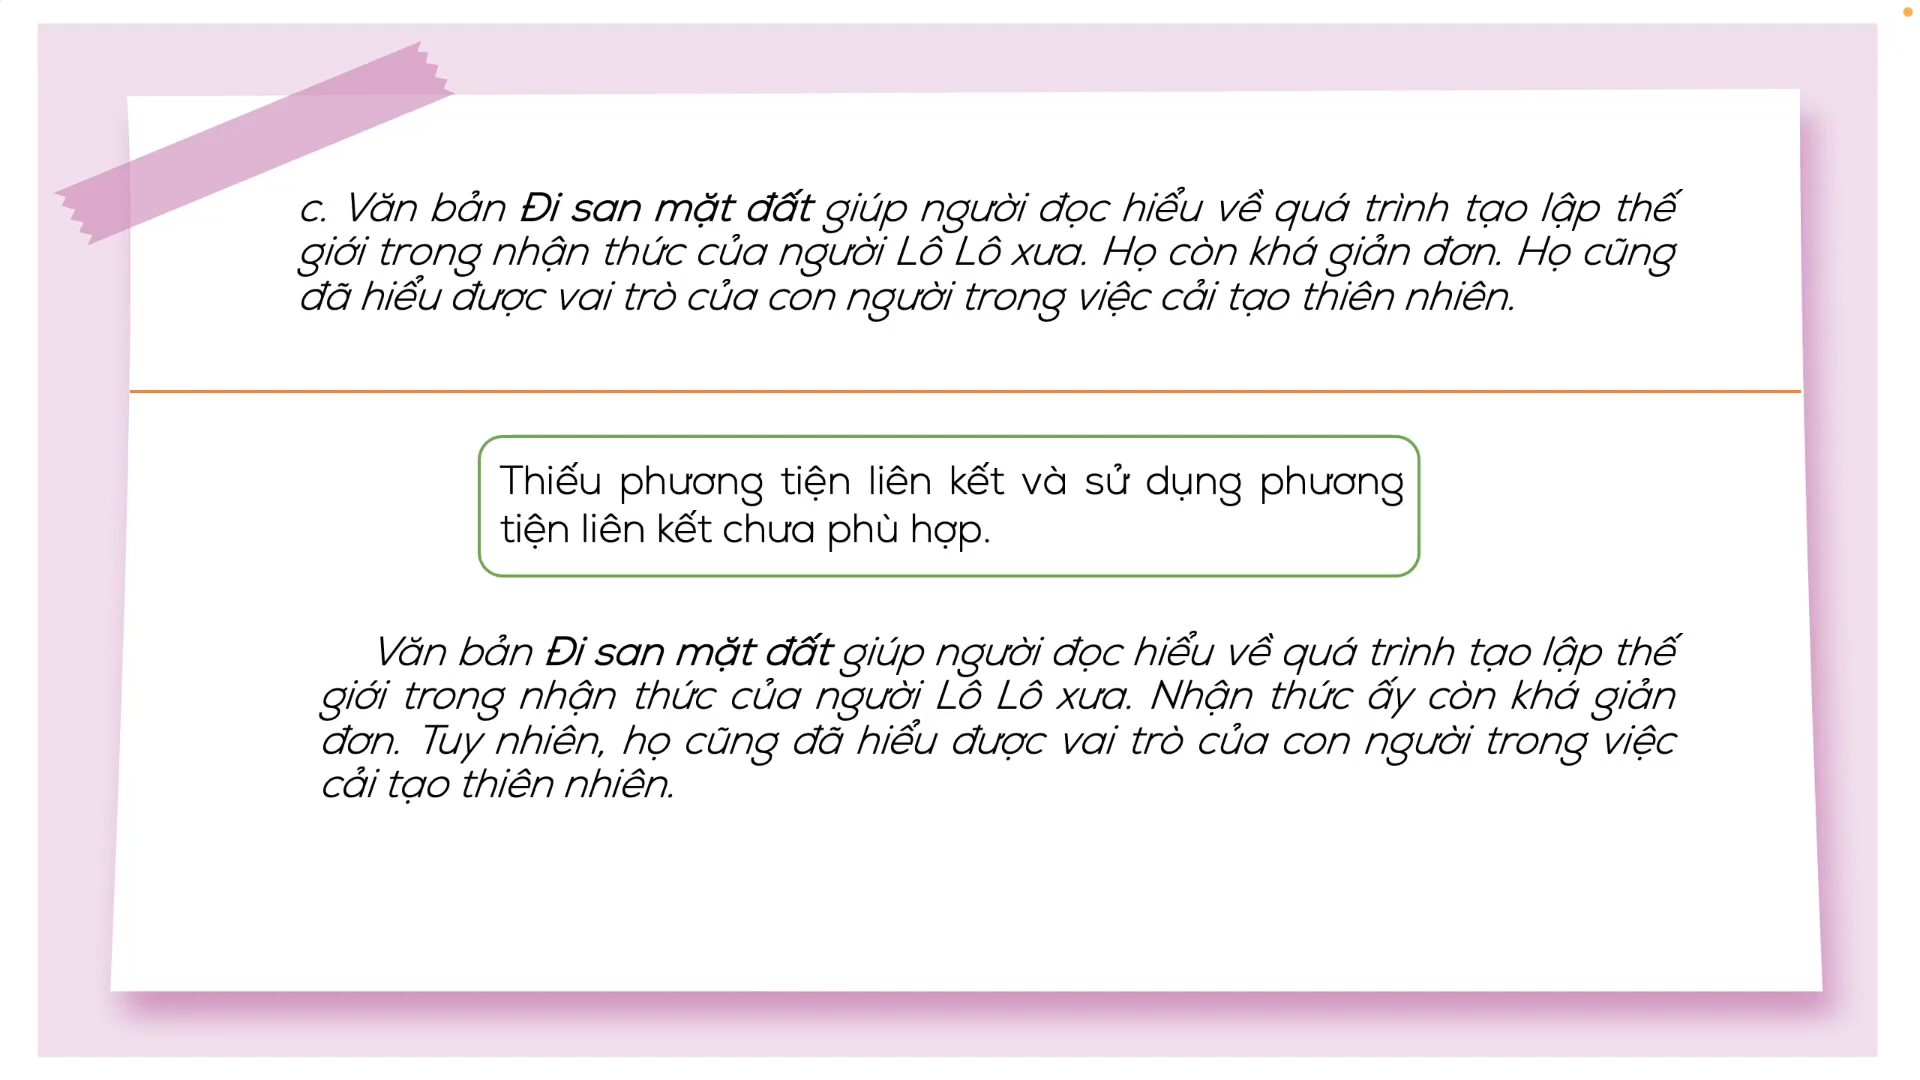 c. Văn bản Đi san mặt đất giúp người đọc hiểu về quá trình tạo lập thế
giới trong nhận thức của người Lô Lô xưa. Họ còn khá giản đơn. Họ cũng
đã hiểu được vai trò của con người trong việc cải tạo thiên nhiên.
Thiếu phương tiện liên kết và sử dụng phương
tiện liên kết chưa phù hợp.
Văn bản Đi san mặt đất giúp người đọc hiểu về quá trình tạo lập thế
giới trong nhận thức của người Lô Lô xưa. Nhận thức ấy còn khá giản
đơn. Tuy nhiên, họ cũng đã hiểu được vai trò của con người trong việc
cải tạo thiên nhiên.